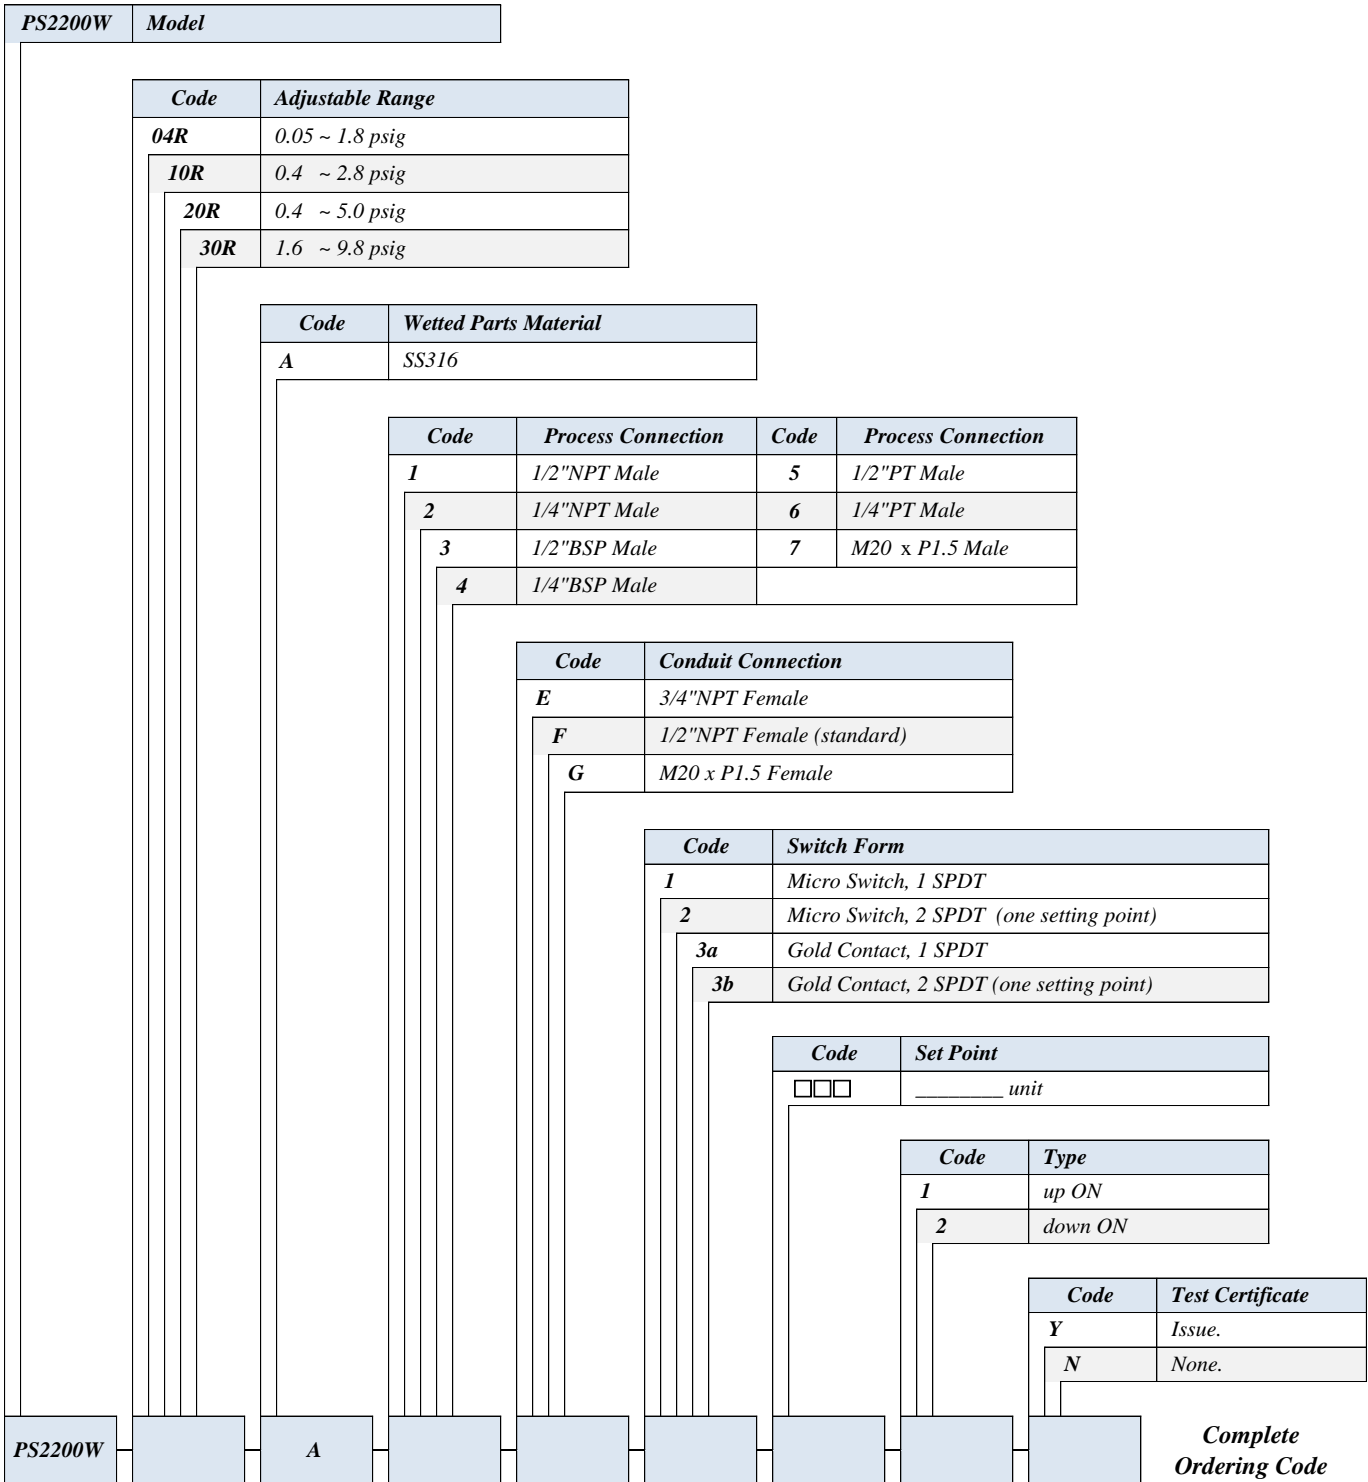 PS2200W Model
Code Adjustable Range
04R 0.05 ~ 1.8 psig
10R 0.4 ~ 2.8 psig
20R 0.4 ~ 5.0 psig
30R 1.6 ~ 9.8 psig
Code Wetted Parts Material
A SS316
Code Process Connection Code Process Connection
1 1/2"NPT Male 5 1/2"PT Male
2 1/4"NPT Male 6 1/4"PT Male
3 1/2"BSP Male 7 M20 x P1.5 Male
4 1/4"BSP Male
Code Conduit Connection
E 3/4"NPT Female
F 1/2"NPT Female (standard)
G M20 x P1.5 Female
Code Switch Form
1 Micro Switch, 1 SPDT
2 Micro Switch, 2 SPDT (one setting point)
3a Gold Contact, 1 SPDT
3b Gold Contact, 2 SPDT (one setting point)
Code Set Point
□□□ ________ unit
Code Type
1 up ON
2 down ON
Code Test Certificate
Y Issue.
N None.
PS2200W A Complete
Ordering Code